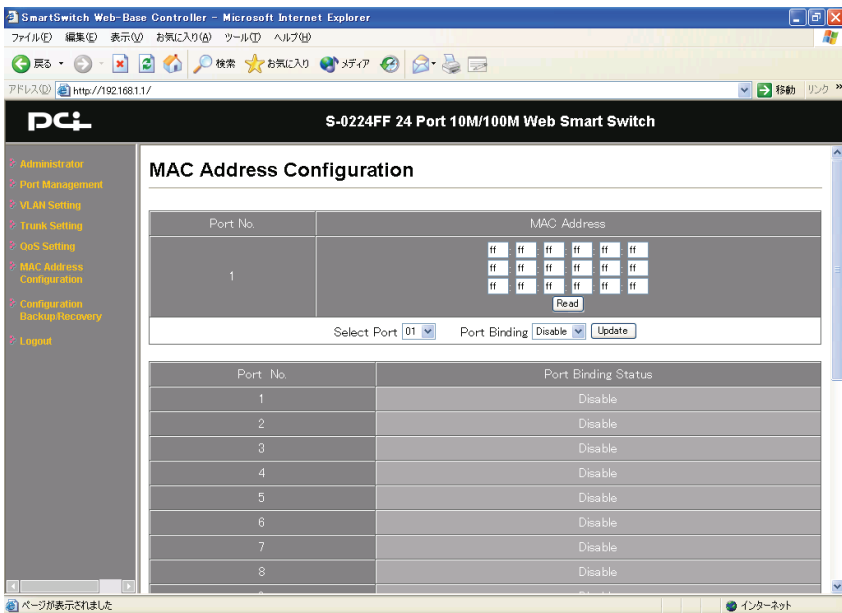 SmartSwitch Web-Base Controller - Microsoft Internet Explorer
ファイル(F) 編集(E) 表示(V) お気に入り(A) ツール(T) ヘルプ(H)
戻る 検索 お気に入り メディア
アドレス(D) http://192.168.1.1/ 移動 リンク »
PCi
S-0224FF 24 Port 10M/100M Web Smart Switch
Administrator
Port Management
VLAN Setting
Trunk Setting
QoS Setting
MAC Address
Configuration
Configuration
Backup/Recovery
Logout
MAC Address Configuration
Port No. MAC Address
1
ff : ff : ff : ff : ff : ff
ff : ff : ff : ff : ff : ff
ff : ff : ff : ff : ff : ff
Read
Select Port 01 Port Binding Disable Update
Port No. Port Binding Status
1 Disable
2 Disable
3 Disable
4 Disable
5 Disable
6 Disable
7 Disable
8 Disable
ページが表示されました インターネット